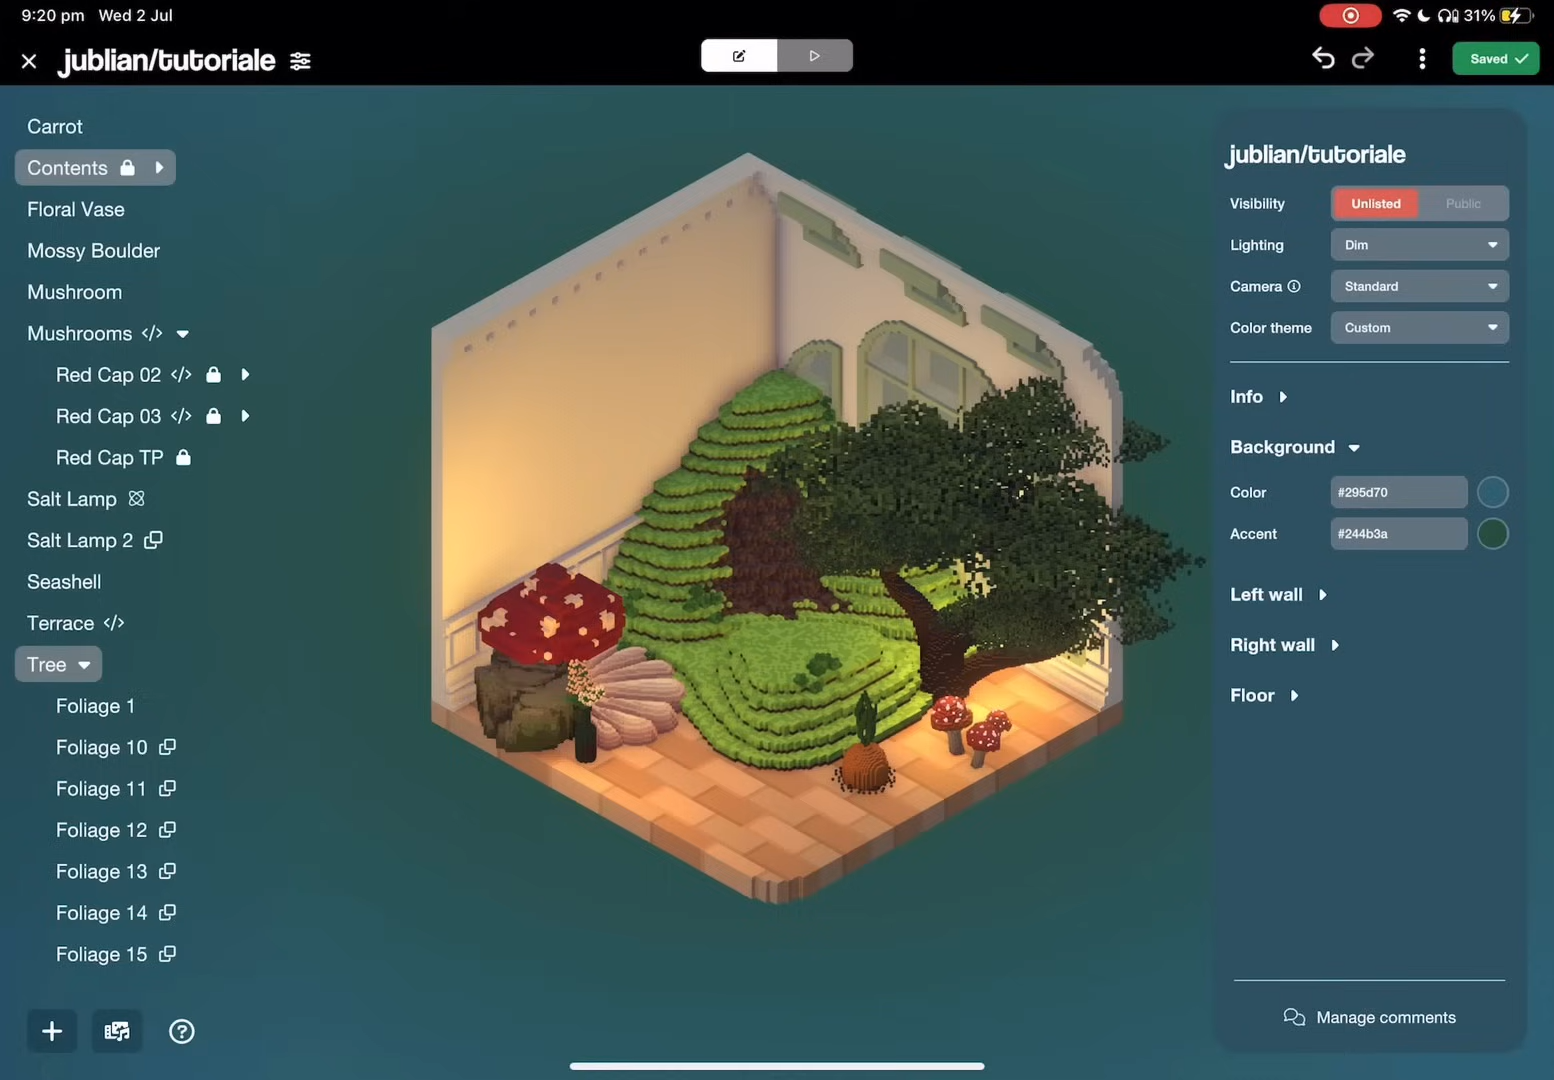 9:20 pm Wed 2 Jul
31%
jublian/tutoriale
Saved
Carrot
Contents
Floral Vase
Mossy Boulder
Mushroom
Mushrooms </>
Red Cap 02 </>
Red Cap 03 </>
Red Cap TP
Salt Lamp
Salt Lamp 2
Seashell
Terrace </>
Tree
Foliage 1
Foliage 10
Foliage 11
Foliage 12
Foliage 13
Foliage 14
Foliage 15
jublian/tutoriale
Visibility Unlisted Public
Lighting Dim
Camera Standard
Color theme Custom
Info
Background
Color #295d70
Accent #244b3a
Left wall
Right wall
Floor
Manage comments